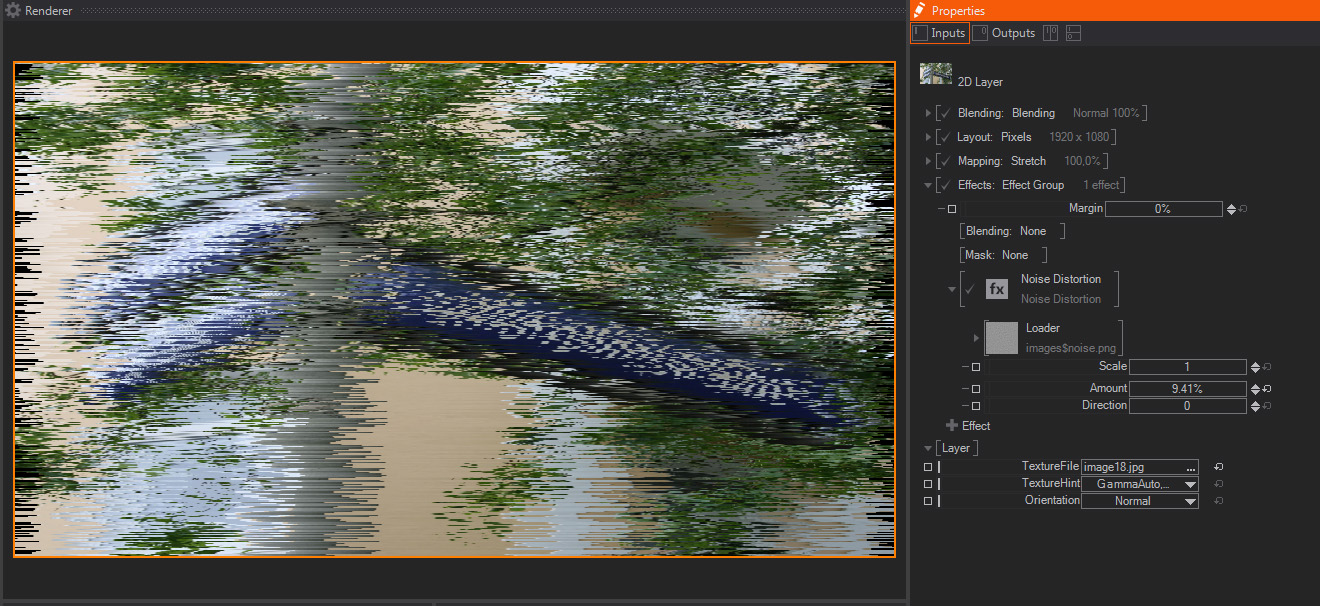 Renderer
Properties
Inputs Outputs
2D Layer
Blending: Blending Normal 100%
Layout: Pixels 1920 x 1080
Mapping: Stretch 100,0%
Effects: Effect Group 1 effect
Margin 0%
Blending: None
Mask: None
fx Noise Distortion
Noise Distortion
Loader
images$noise.png
Scale 1
Amount 9.41%
Direction 0
Effect
Layer
TextureFile image18.jpg ...
TextureHint GammaAuto,...
Orientation Normal